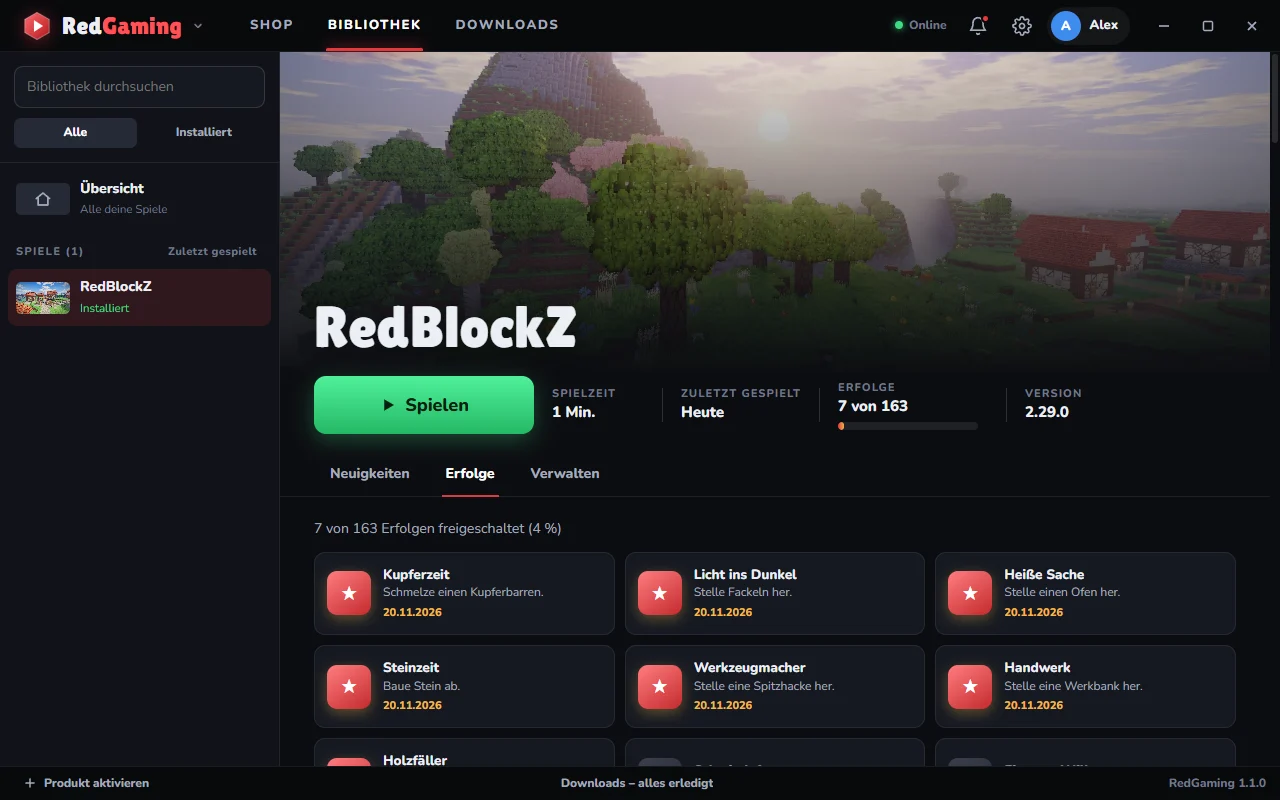 RedGaming
SHOP
BIBLIOTHEK
DOWNLOADS
Online
A
Alex
Bibliothek durchsuchen
Alle
Installiert
Übersicht
Alle deine Spiele
SPIELE (1)
Zuletzt gespielt
RedBlockZ
Installiert
RedBlockZ
Spielen
SPIELZEIT
1 Min.
ZULETZT GESPIELT
Heute
ERFOLGE
7 von 163
VERSION
2.29.0
Neuigkeiten
Erfolge
Verwalten
7 von 163 Erfolgen freigeschaltet (4 %)
Kupferzeit
Schmelze einen Kupferbarren.
20.11.2026
Licht ins Dunkel
Stelle Fackeln her.
20.11.2026
Heiße Sache
Stelle einen Ofen her.
20.11.2026
Steinzeit
Baue Stein ab.
20.11.2026
Werkzeugmacher
Stelle eine Spitzhacke her.
20.11.2026
Handwerk
Stelle eine Werkbank her.
20.11.2026
Holzfäller
Produkt aktivieren
Downloads – alles erledigt
RedGaming 1.1.0